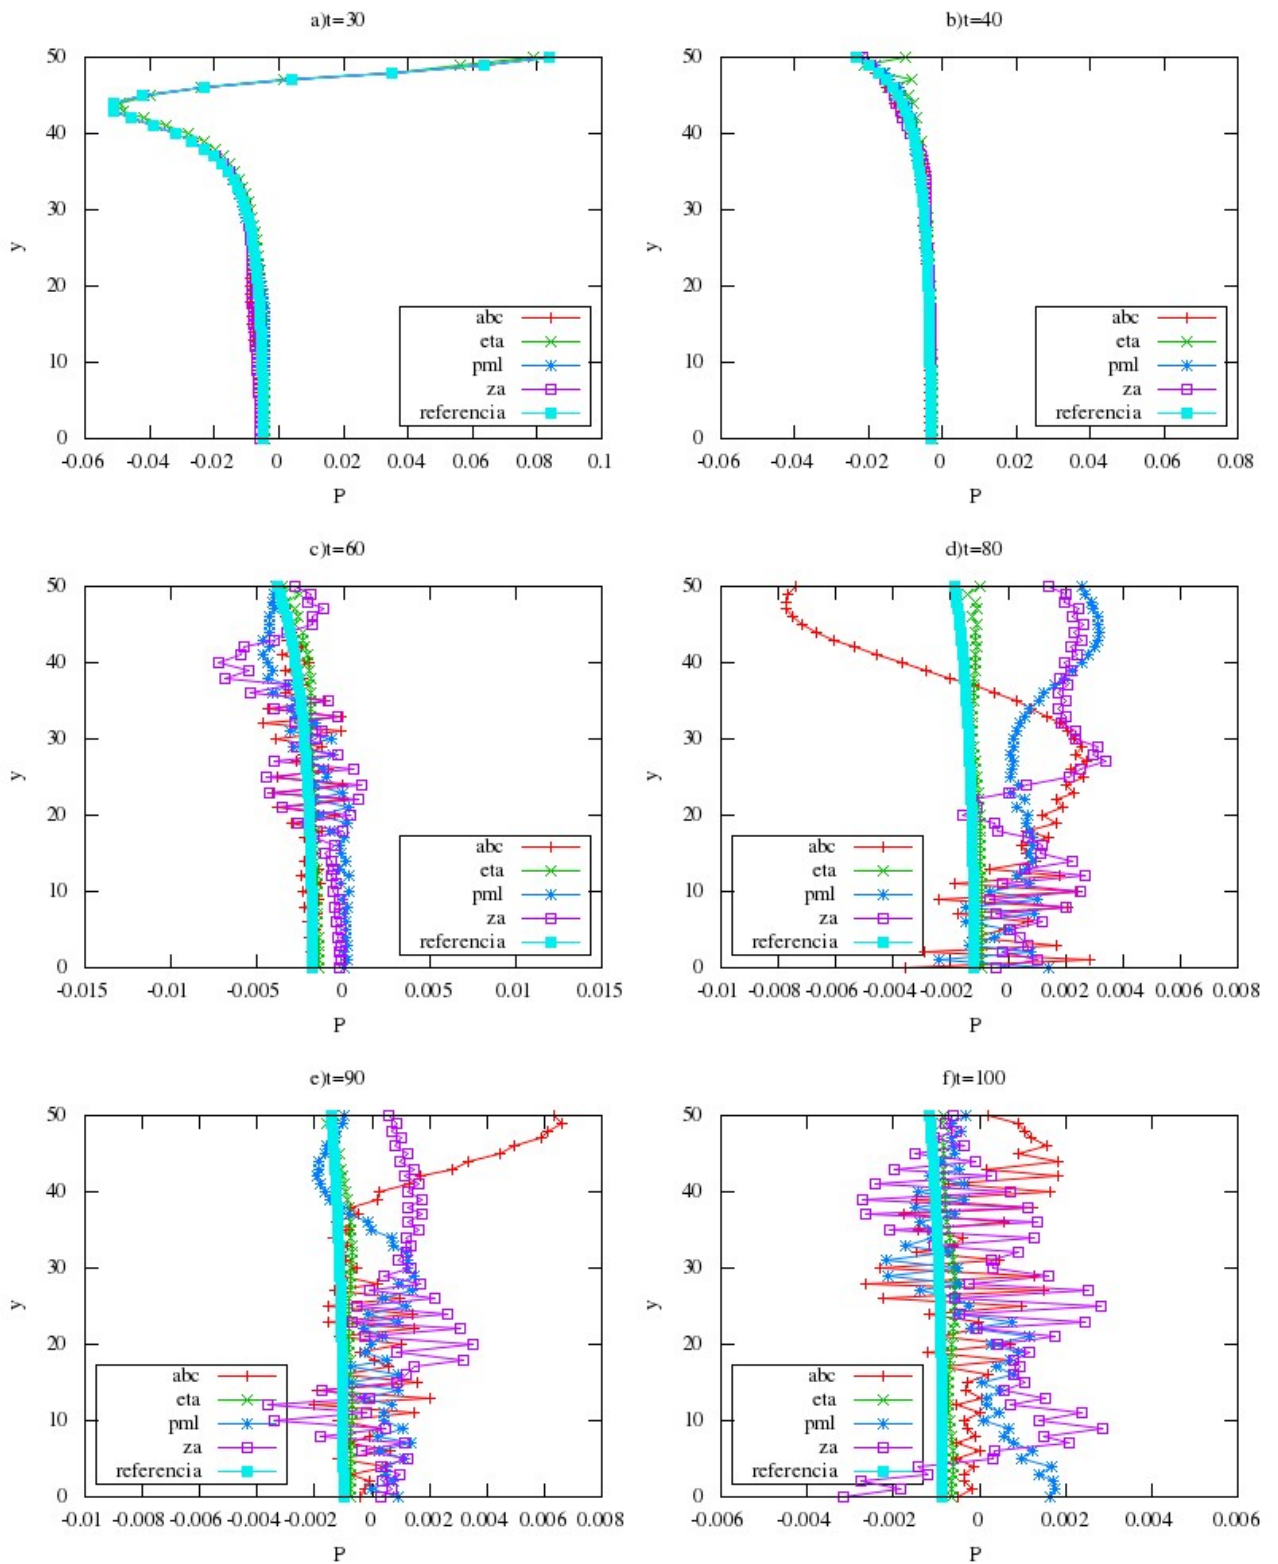 a)t=30
b)t=40
50
40
30
20
10
0
y
abc
eta
pml
za
referencia
-0.06 -0.04 -0.02 0 0.02 0.04 0.06 0.08 0.1
P
50
40
30
20
10
0
y
abc
eta
pml
za
referencia
-0.06 -0.04 -0.02 0 0.02 0.04 0.06 0.08
P
c)t=60
d)t=80
50
40
30
20
10
0
y
abc
eta
pml
za
referencia
-0.015 -0.01 -0.005 0 0.005 0.01 0.015
P
50
40
30
20
10
0
y
abc
eta
pml
za
referencia
-0.01 -0.008 -0.006 -0.004 -0.002 0 0.002 0.004 0.006 0.008
P
e)t=90
f)t=100
50
40
30
20
10
0
y
abc
eta
pml
za
referencia
-0.01 -0.008 -0.006 -0.004 -0.002 0 0.002 0.004 0.006 0.008
P
50
40
30
20
10
0
y
abc
eta
pml
za
referencia
-0.006 -0.004 -0.002 0 0.002 0.004 0.006
P